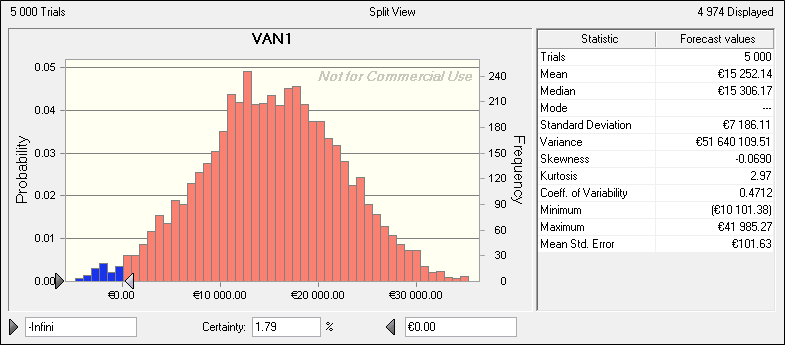 5 000 Trials Split View 4 974 Displayed
VAN1
Not for Commercial Use
Probability
0.05
0.04
0.03
0.02
0.01
0.00
Frequency
240
210
180
150
120
90
60
30
0
€0.00 €10 000.00 €20 000.00 €30 000.00
Statistic Forecast values
Trials 5 000
Mean €15 252.14
Median €15 306.17
Mode ---
Standard Deviation €7 186.11
Variance €51 640 109.51
Skewness -0.0690
Kurtosis 2.97
Coeff. of Variability 0.4712
Minimum (€10 101.38)
Maximum €41 985.27
Mean Std. Error €101.63
-Infini Certainty: 1.79 % €0.00